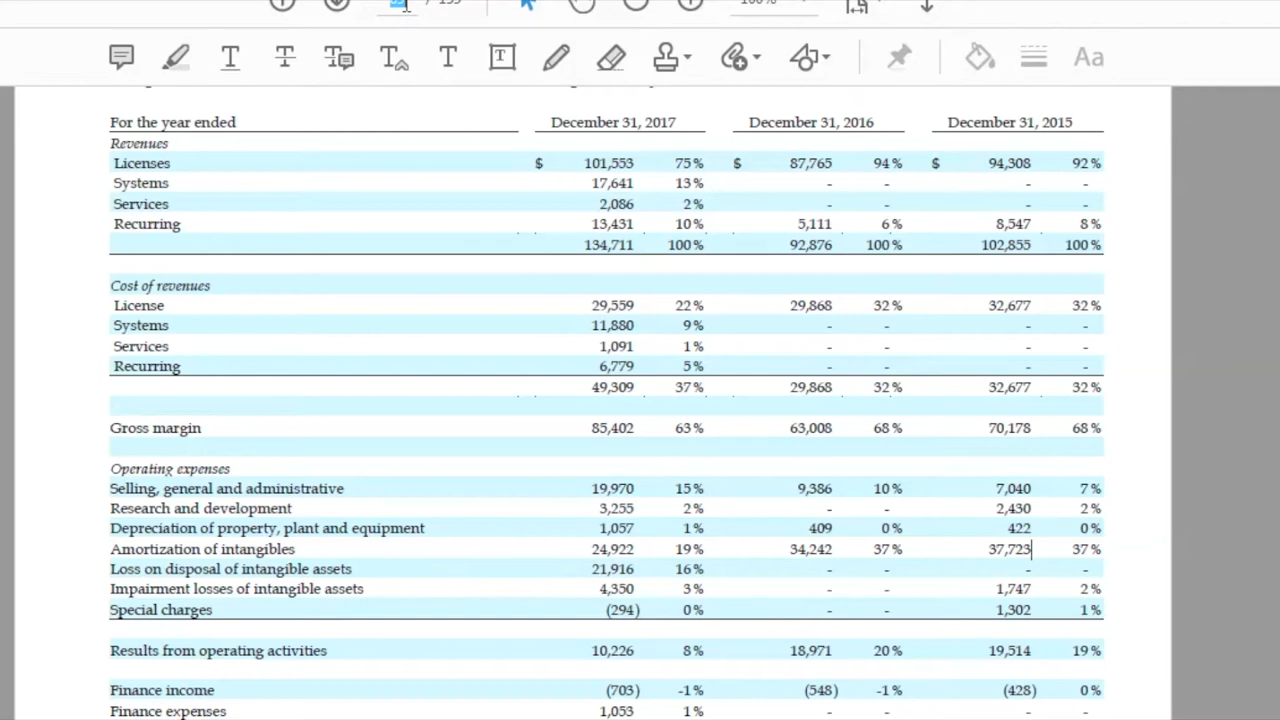 For the year ended December 31, 2017 December 31, 2016 December 31, 2015
Revenues
Licenses $ 101,553 75% $ 87,765 94% $ 94,308 92%
Systems 17,641 13% - - - -
Services 2,086 2% - - - -
Recurring 13,431 10% 5,111 6% 8,547 8%
134,711 100% 92,876 100% 102,855 100%
Cost of revenues
License 29,559 22% 29,868 32% 32,677 32%
Systems 11,880 9% - - - -
Services 1,091 1% - - - -
Recurring 6,779 5% - - - -
49,309 37% 29,868 32% 32,677 32%
Gross margin 85,402 63% 63,008 68% 70,178 68%
Operating expenses
Selling, general and administrative 19,970 15% 9,386 10% 7,040 7%
Research and development 3,255 2% - - 2,430 2%
Depreciation of property, plant and equipment 1,057 1% 409 0% 422 0%
Amortization of intangibles 24,922 19% 34,242 37% 37,723 37%
Loss on disposal of intangible assets 21,916 16% - - - -
Impairment losses of intangible assets 4,350 3% - - 1,747 2%
Special charges (294) 0% - - 1,302 1%
Results from operating activities 10,226 8% 18,971 20% 19,514 19%
Finance income (703) -1% (548) -1% (428) 0%
Finance expenses 1,053 1% - - - -